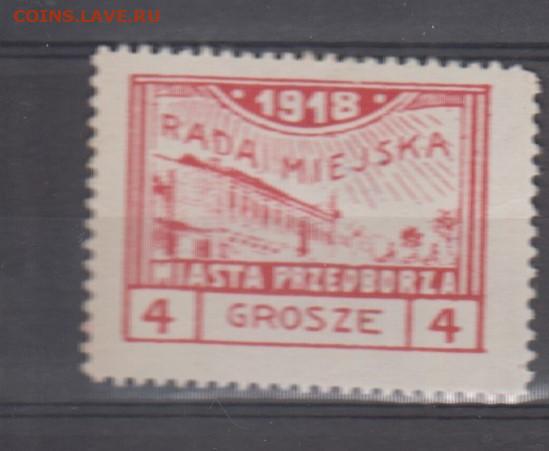 COINS.LAVE.RU
1918
RADA MIEJSKA
MIASTA PRZEDBORZA
4 GROSZE 4